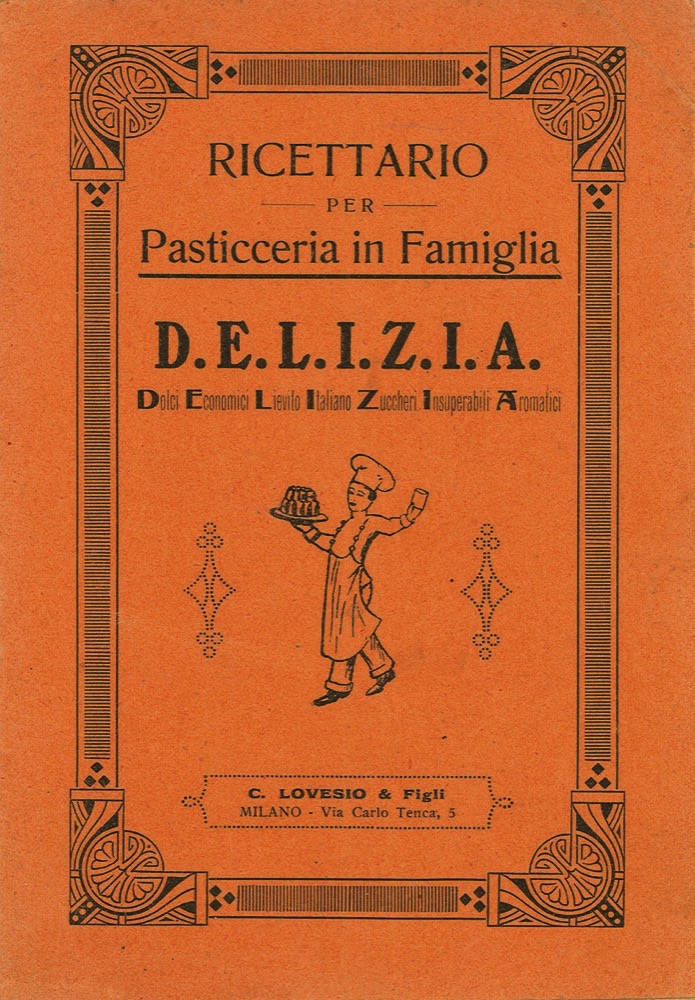 RICETTARIO
PER
Pasticceria in Famiglia
D.E.L.I.Z.I.A.
Dolci Economici Lievito Italiano Zuccheri Insuperabili Aromatici
C. LOVESIO & Figli
MILANO - Via Carlo Tenca, 5